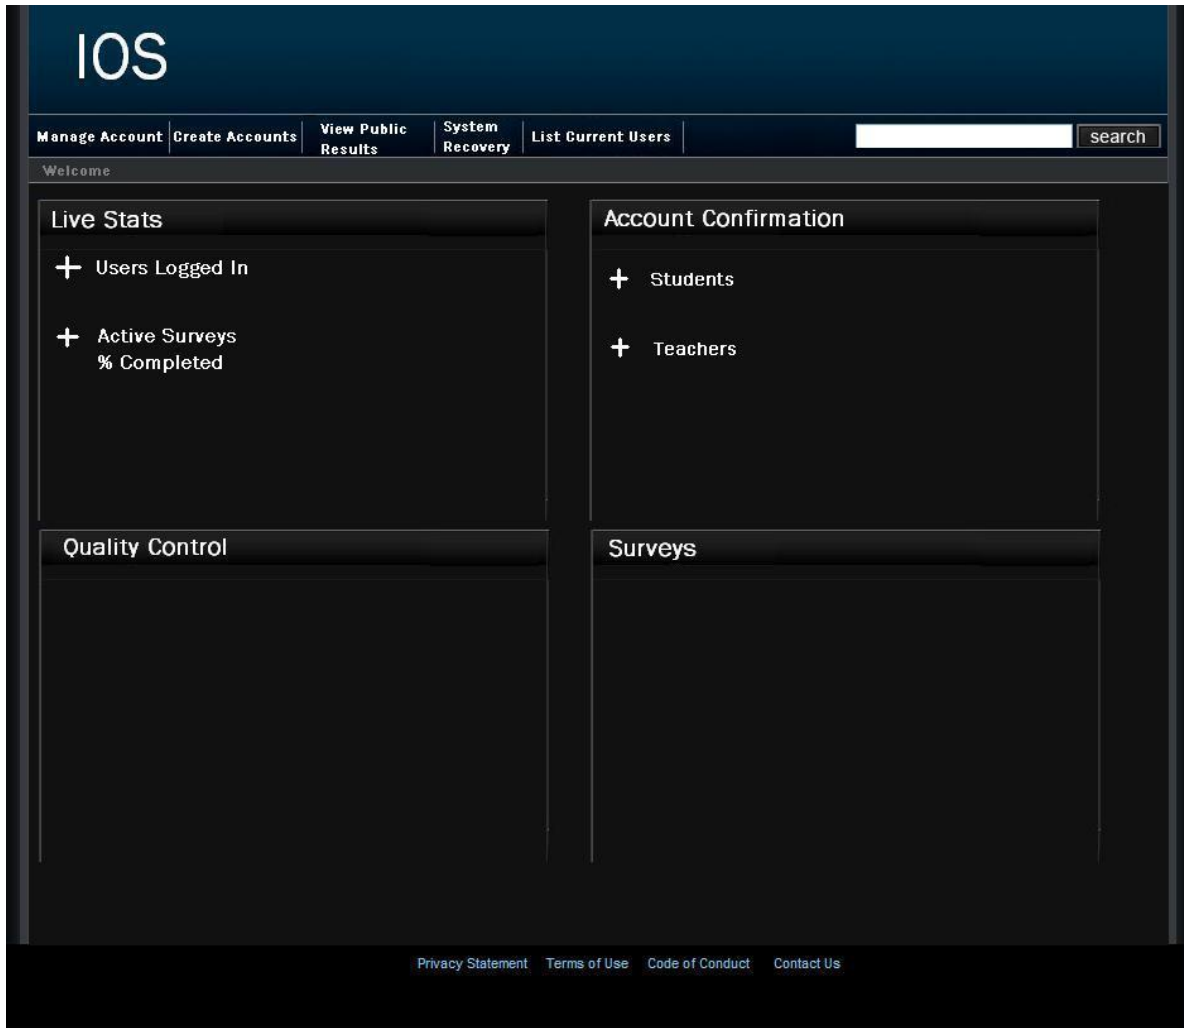 IOS
Manage Account
Create Accounts
View Public
Results
System
Recovery
List Current Users
search
Welcome
Live Stats
Users Logged In
Active Surveys
% Completed
Account Confirmation
Students
Teachers
Quality Control
Surveys
Privacy Statement Terms of Use Code of Conduct Contact Us